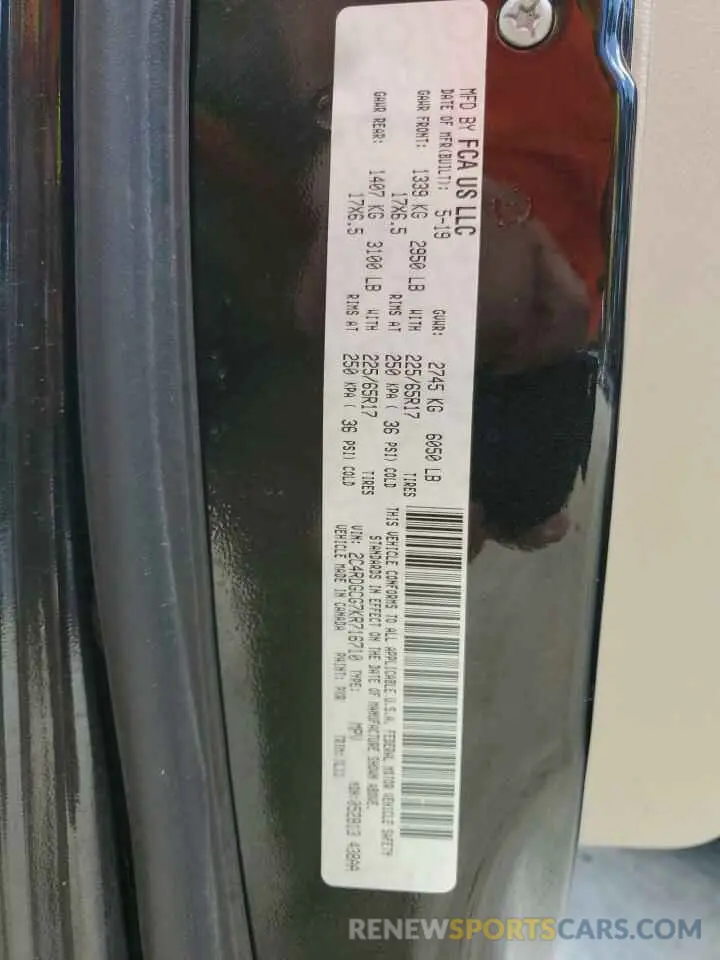 MFD BY FCA US LLC
DATE OF MFR(BUILT): 5-19 GVWR: 2745 KG 6050 LB
GAWR FRONT: 1339 KG 2950 LB WITH 225/65R17 TIRES
17X6.5 RIMS AT 250 KPA ( 36 PSI) COLD
GAWR REAR: 1407 KG 3100 LB WITH 225/65R17 TIRES
17X6.5 RIMS AT 250 KPA ( 36 PSI) COLD
THIS VEHICLE CONFORMS TO ALL APPLICABLE U.S.A. FEDERAL MOTOR VEHICLE SAFETY
STANDARDS IN EFFECT ON THE DATE OF MANUFACTURE SHOWN ABOVE.
VIN: 2C4RDGCG7KR716710 TYPE: MPV
VEHICLE MADE IN CANADA PAINT: PXR TRIM:
RENEWSPORTSCARS.COM